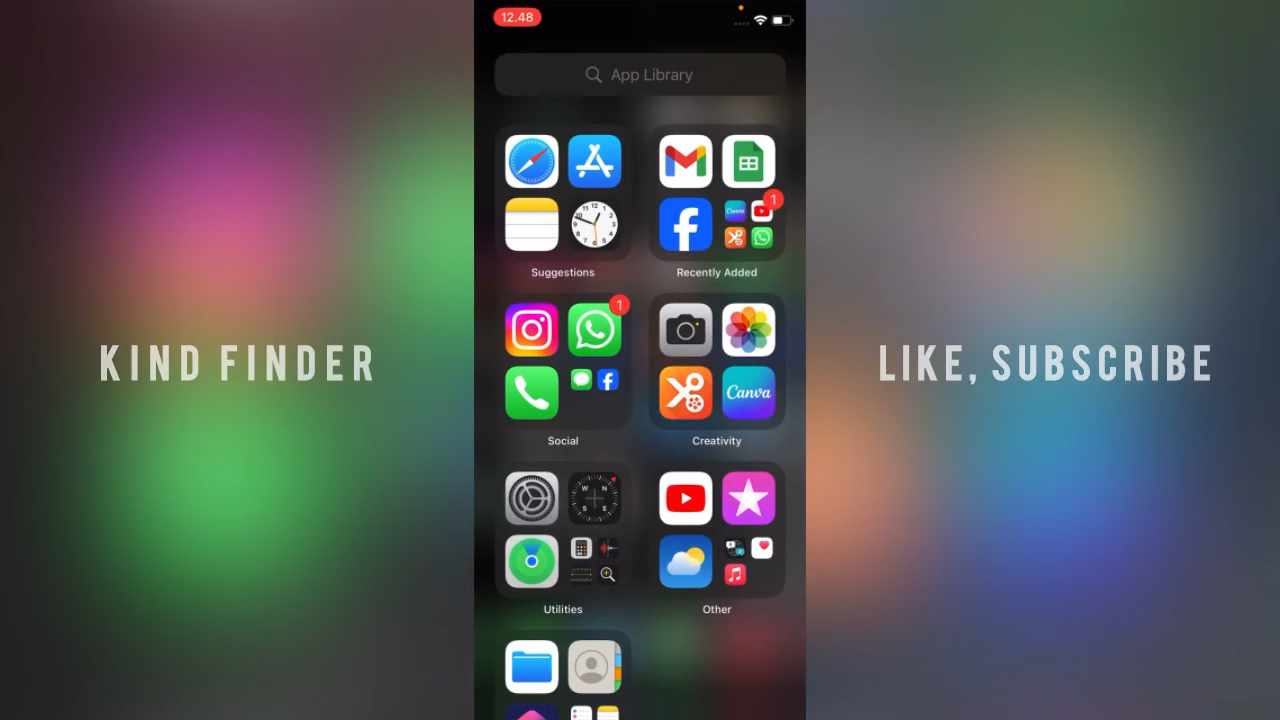 12.48
App Library
Canva
1
Suggestions
Recently Added
1
KIND FINDER
LIKE, SUBSCRIBE
Canva
Social
Creativity
W N
S E
Utilities
Other